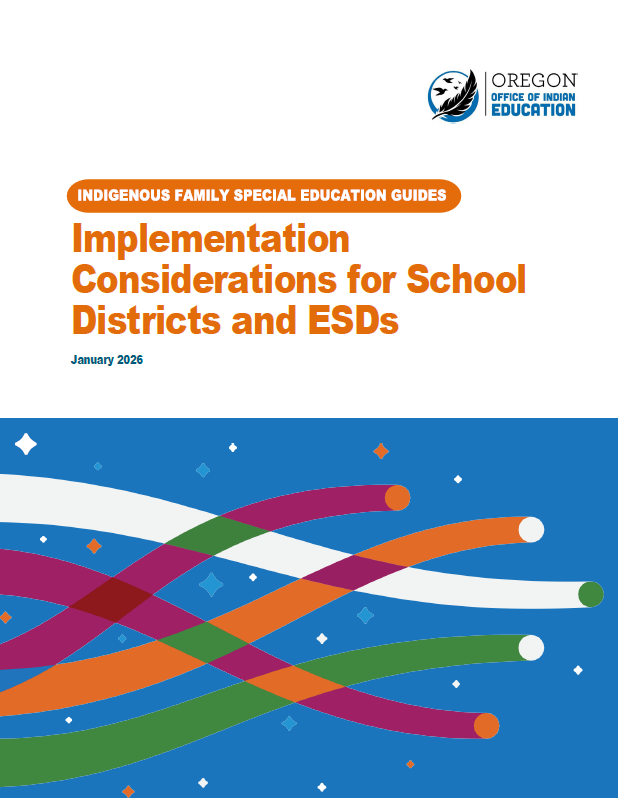 OREGON
OFFICE OF INDIAN
EDUCATION
INDIGENOUS FAMILY SPECIAL EDUCATION GUIDES
Implementation
Considerations for School
Districts and ESDs
January 2026